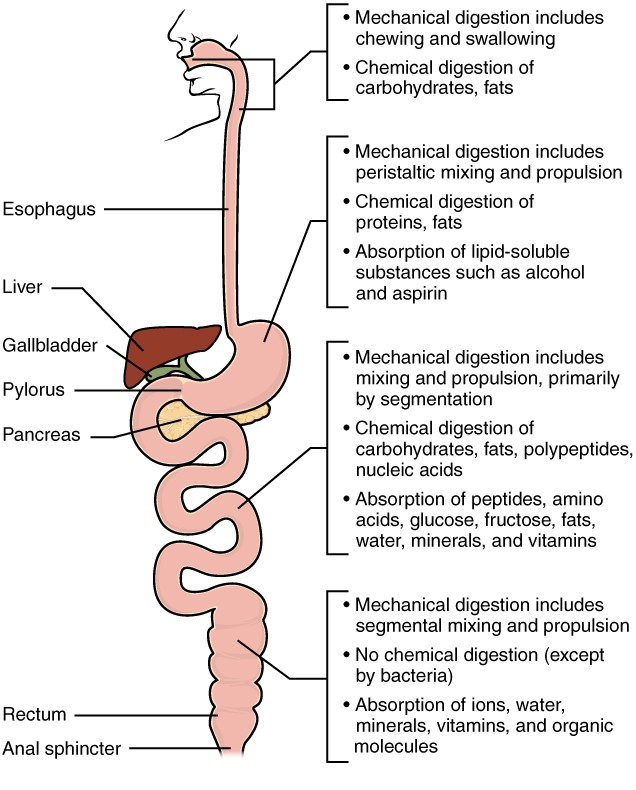 • Mechanical digestion includes
chewing and swallowing
• Chemical digestion of
carbohydrates, fats
• Mechanical digestion includes
peristaltic mixing and propulsion
• Chemical digestion of
proteins, fats
• Absorption of lipid-soluble
substances such as alcohol
and aspirin
Esophagus
Liver
Gallbladder
Pylorus
Pancreas
• Mechanical digestion includes
mixing and propulsion, primarily
by segmentation
• Chemical digestion of
carbohydrates, fats, polypeptides,
nucleic acids
• Absorption of peptides, amino
acids, glucose, fructose, fats,
water, minerals, and vitamins
• Mechanical digestion includes
segmental mixing and propulsion
• No chemical digestion (except
by bacteria)
• Absorption of ions, water,
minerals, vitamins, and organic
molecules
Rectum
Anal sphincter